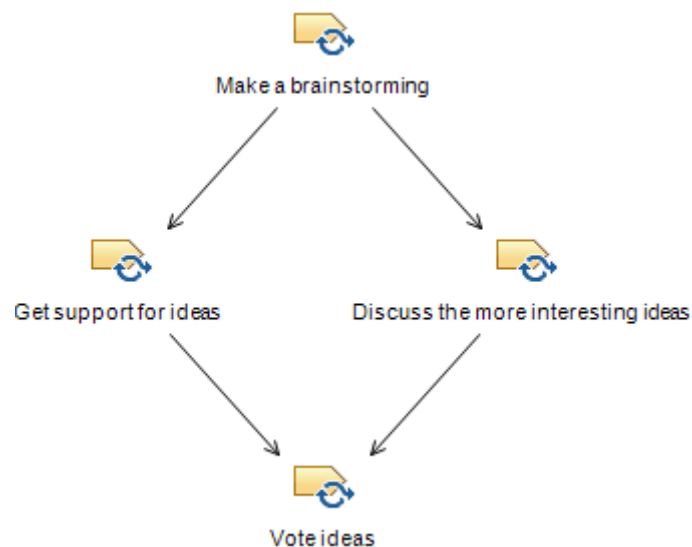 Make a brainstorming
Get support for ideas
Discuss the more interesting ideas
Vote ideas